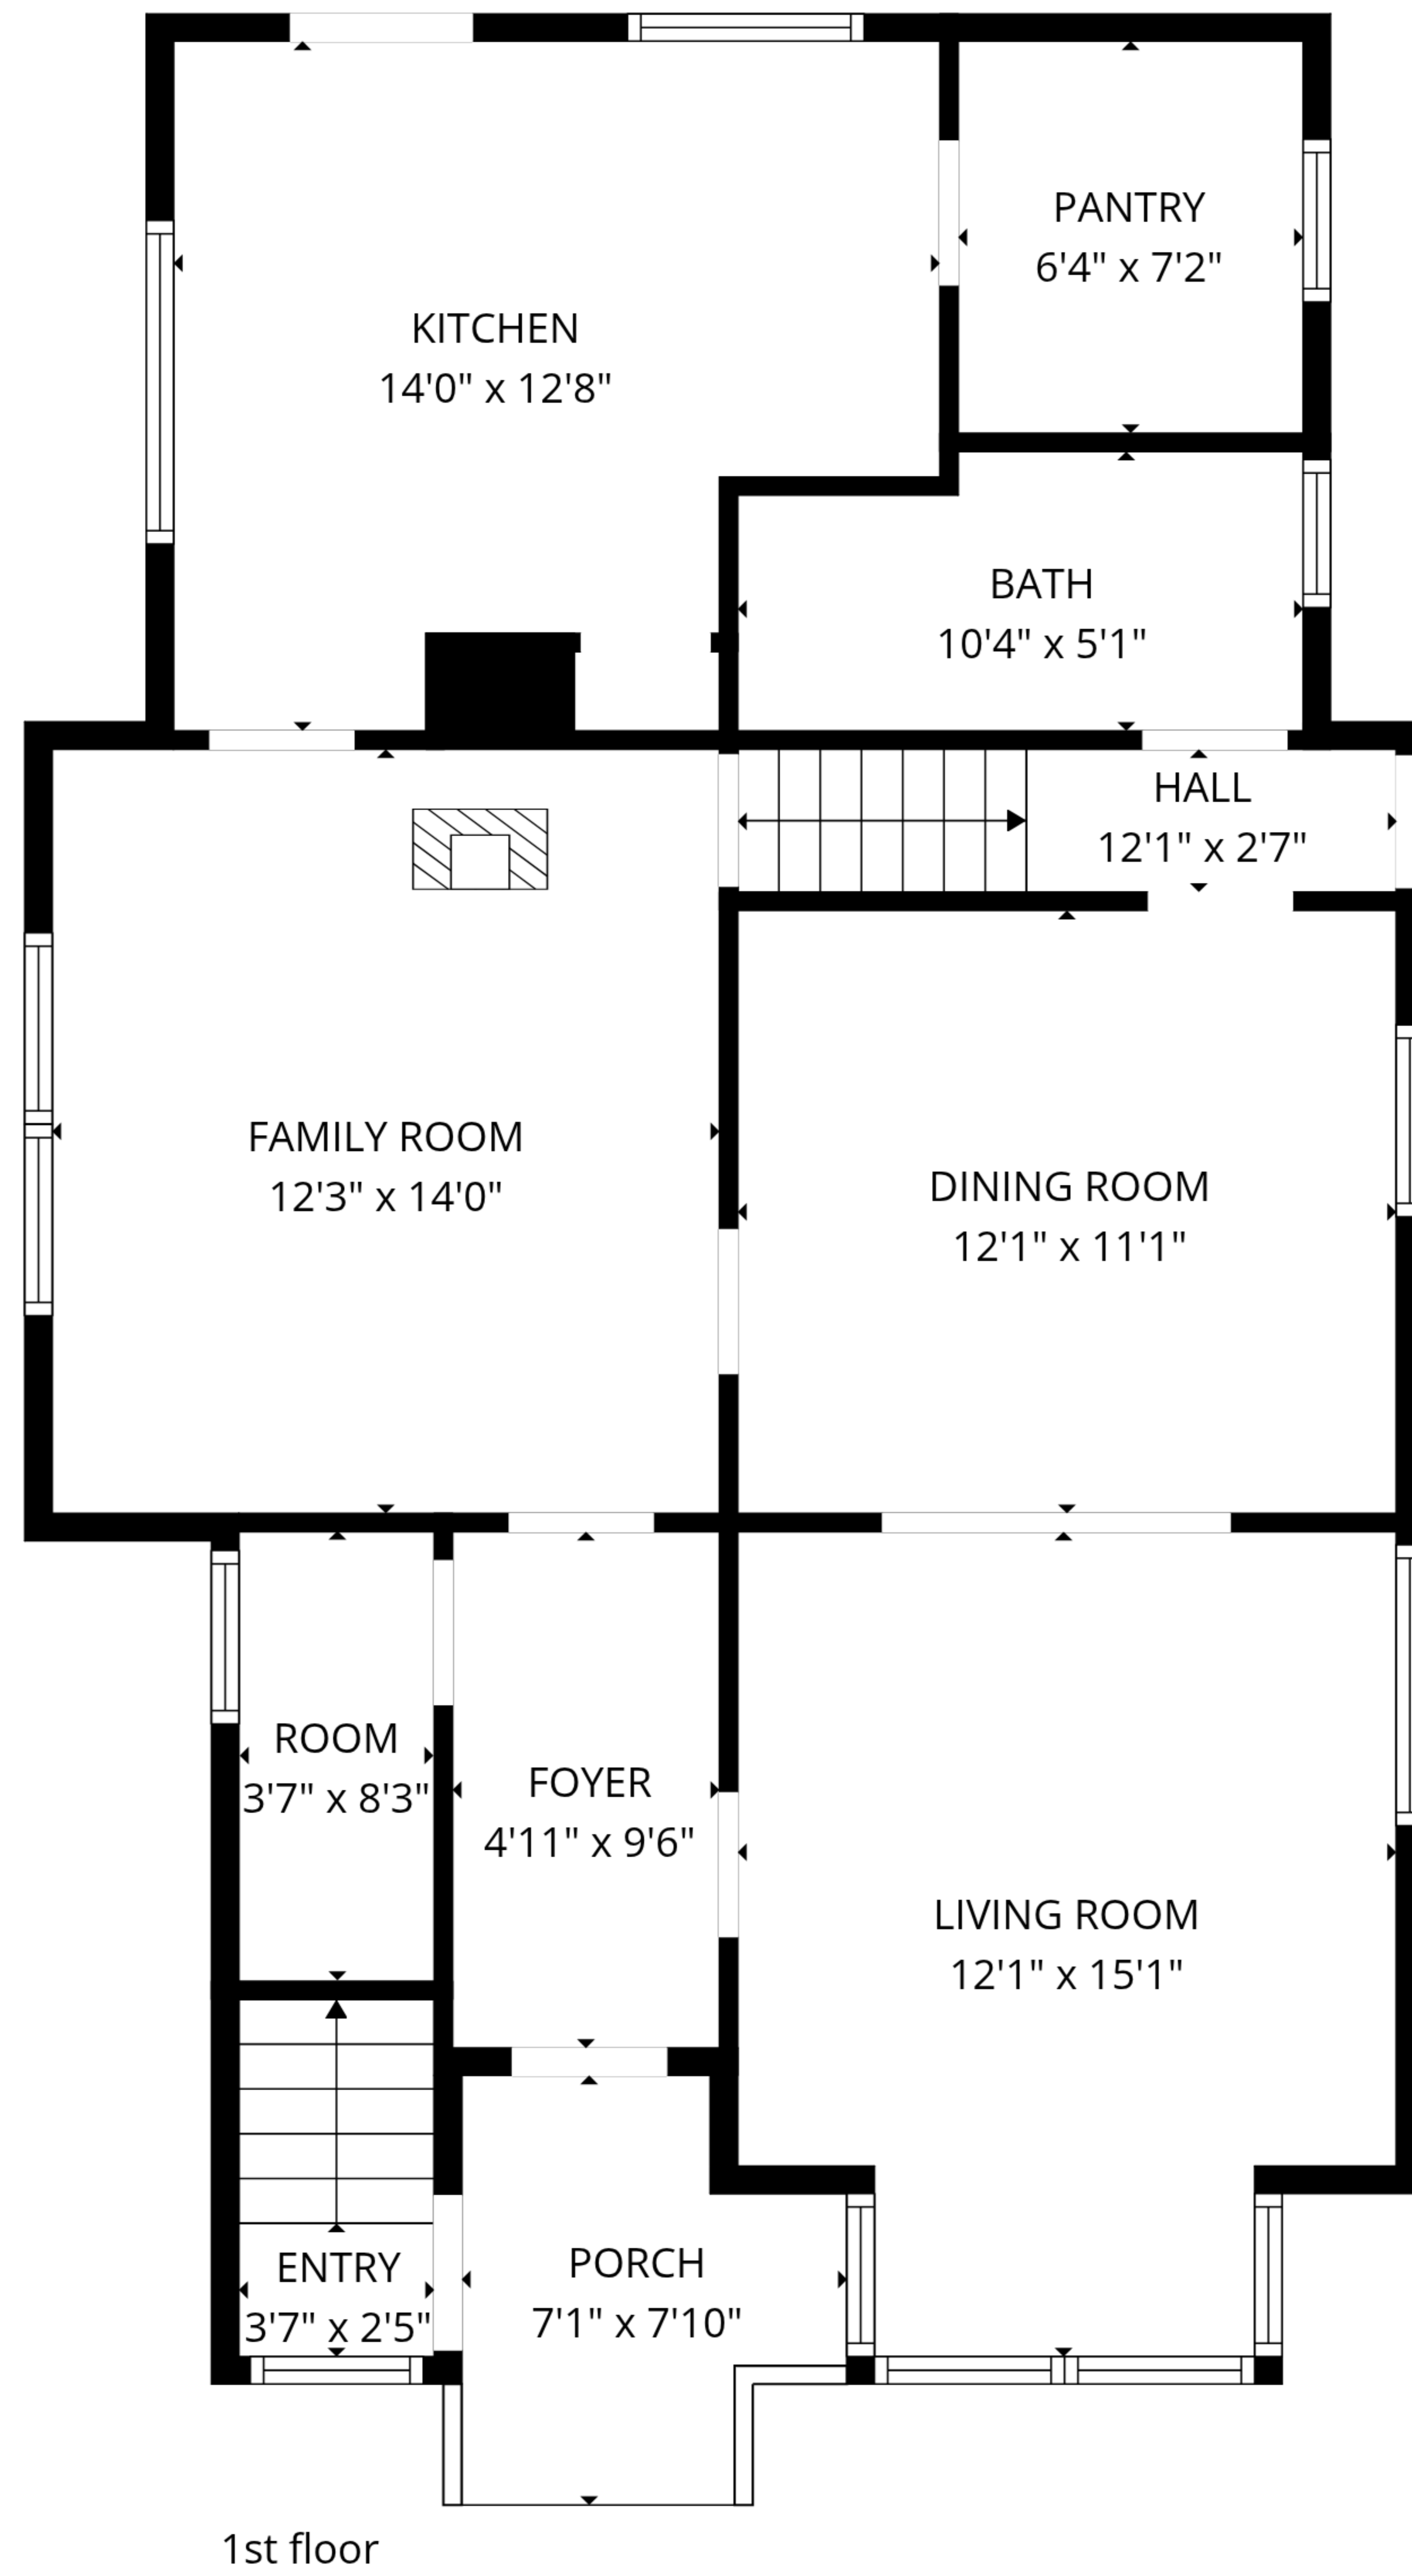 PANTRY
6'4" x 7'2"
KITCHEN
14'0" x 12'8"
BATH
10'4" x 5'1"
HALL
12'1" x 2'7"
FAMILY ROOM
12'3" x 14'0"
DINING ROOM
12'1" x 11'1"
ROOM
3'7" x 8'3"
FOYER
4'11" x 9'6"
LIVING ROOM
12'1" x 15'1"
ENTRY
3'7" x 2'5"
PORCH
7'1" x 7'10"
1st floor